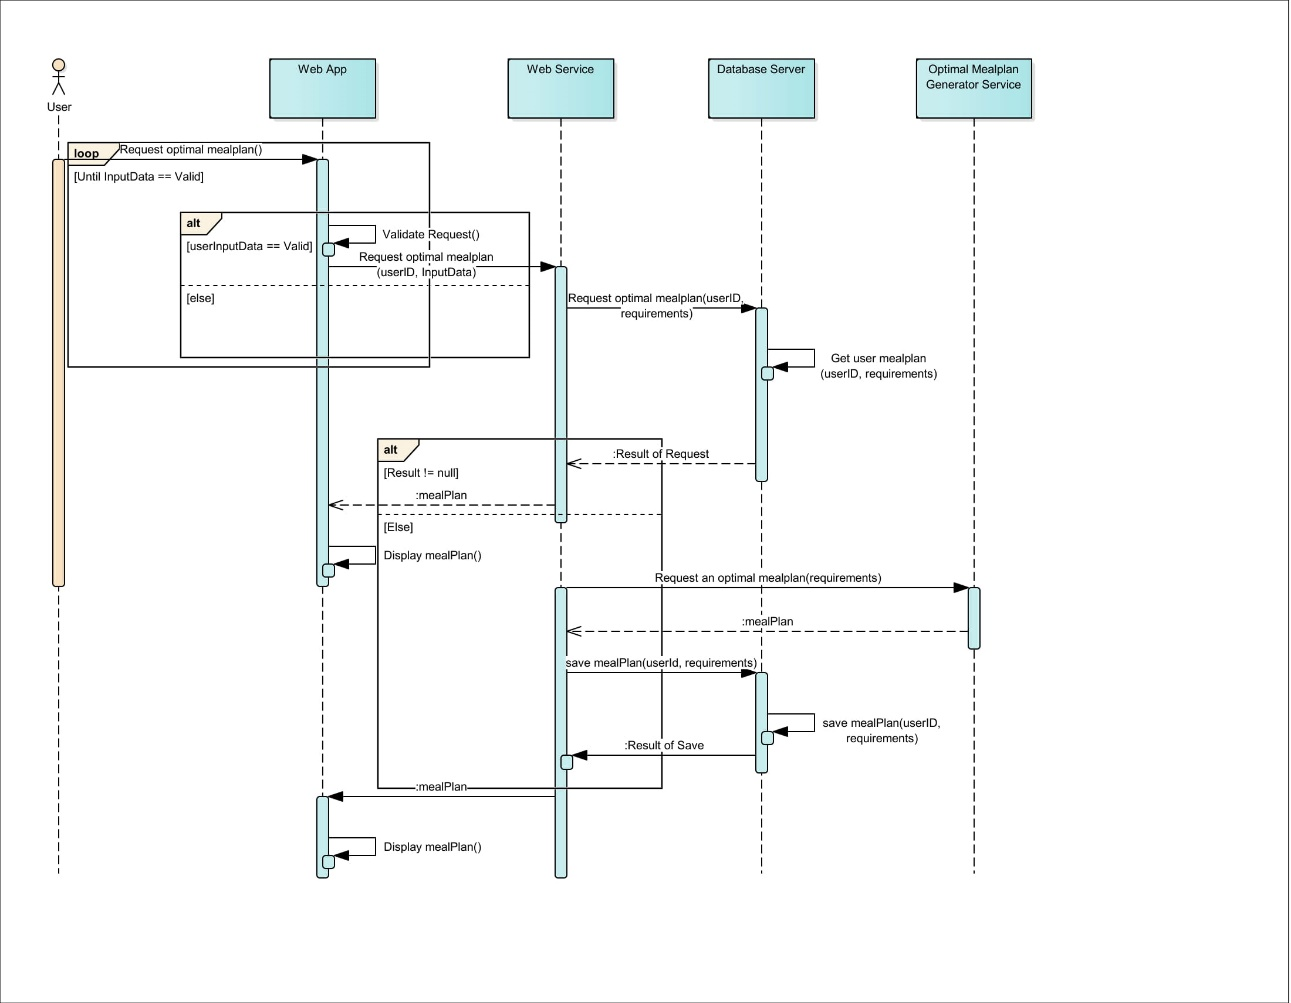 User
Web App
Web Service
Database Server
Optimal Mealplan
Generator Service
loop
Request optimal mealplan()
[Until InputData == Valid]
alt
Validate Request()
[userInputData == Valid]
Request optimal mealplan
(userID, InputData)
[else]
Request optimal mealplan(userID,
requirements)
Get user mealplan
(userID, requirements)
alt
:Result of Request
[Result != null]
:mealPlan
[Else]
Display mealPlan()
Request an optimal mealplan(requirements)
:mealPlan
save mealPlan(userId, requirements)
save mealPlan(userID,
requirements)
:Result of Save
:mealPlan
Display mealPlan()